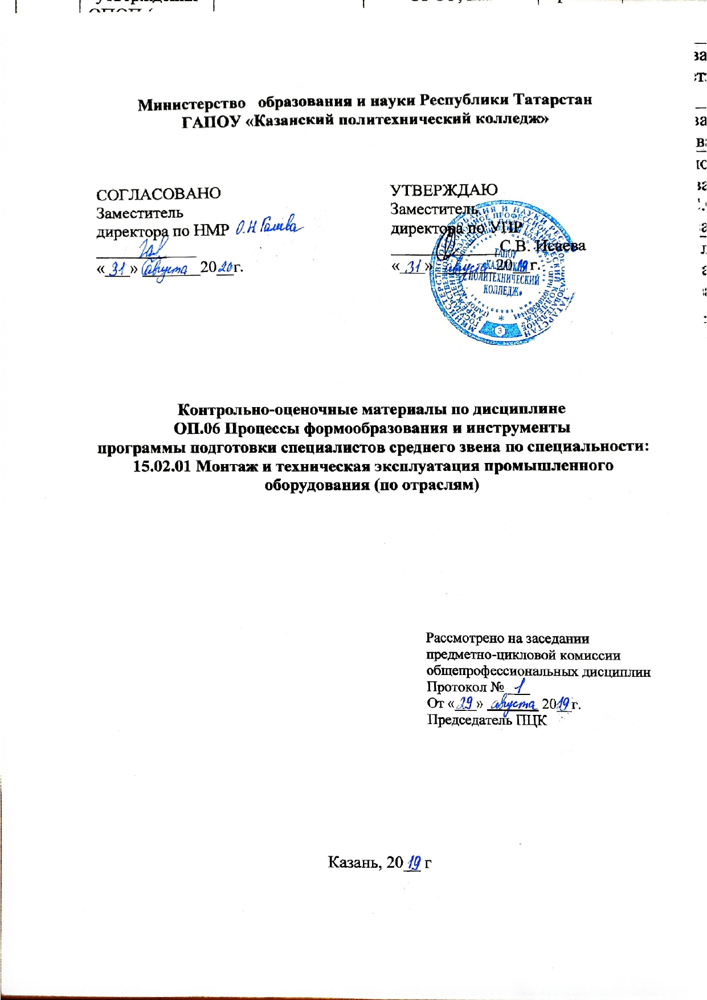 Министерство образования и науки Республики Татарстан
ГАПОУ «Казанский политехнический колледж»
СОГЛАСОВАНО
Заместитель
директора по НМР О.Н Галиева
«31» августа 2020г.
УТВЕРЖДАЮ
Заместитель
директора по УПР
С.В. Исаева
«31» августа 2019г.
ГАПОУ
КАЗАНСКИЙ
ПОЛИТЕХНИЧЕСКИЙ
КОЛЛЕДЖ»
Контрольно-оценочные материалы по дисциплине
ОП.06 Процессы формообразования и инструменты
программы подготовки специалистов среднего звена по специальности:
15.02.01 Монтаж и техническая эксплуатация промышленного
оборудования (по отраслям)
Рассмотрено на заседании
предметно-цикловой комиссии
общепрофессиональных дисциплин
Протокол № 1
От «29» августа 2019г.
Председатель ПЦК
Казань, 2019 г